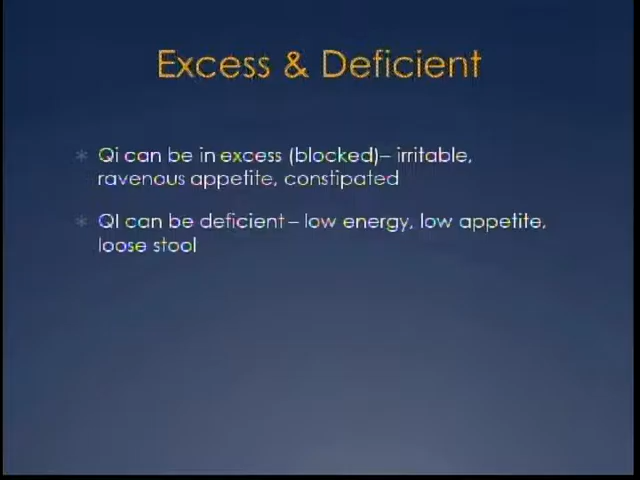 Excess & Deficient
Qi can be in excess (blocked)– irritable,
ravenous appetite, constipated
QI can be deficient – low energy, low appetite,
loose stool